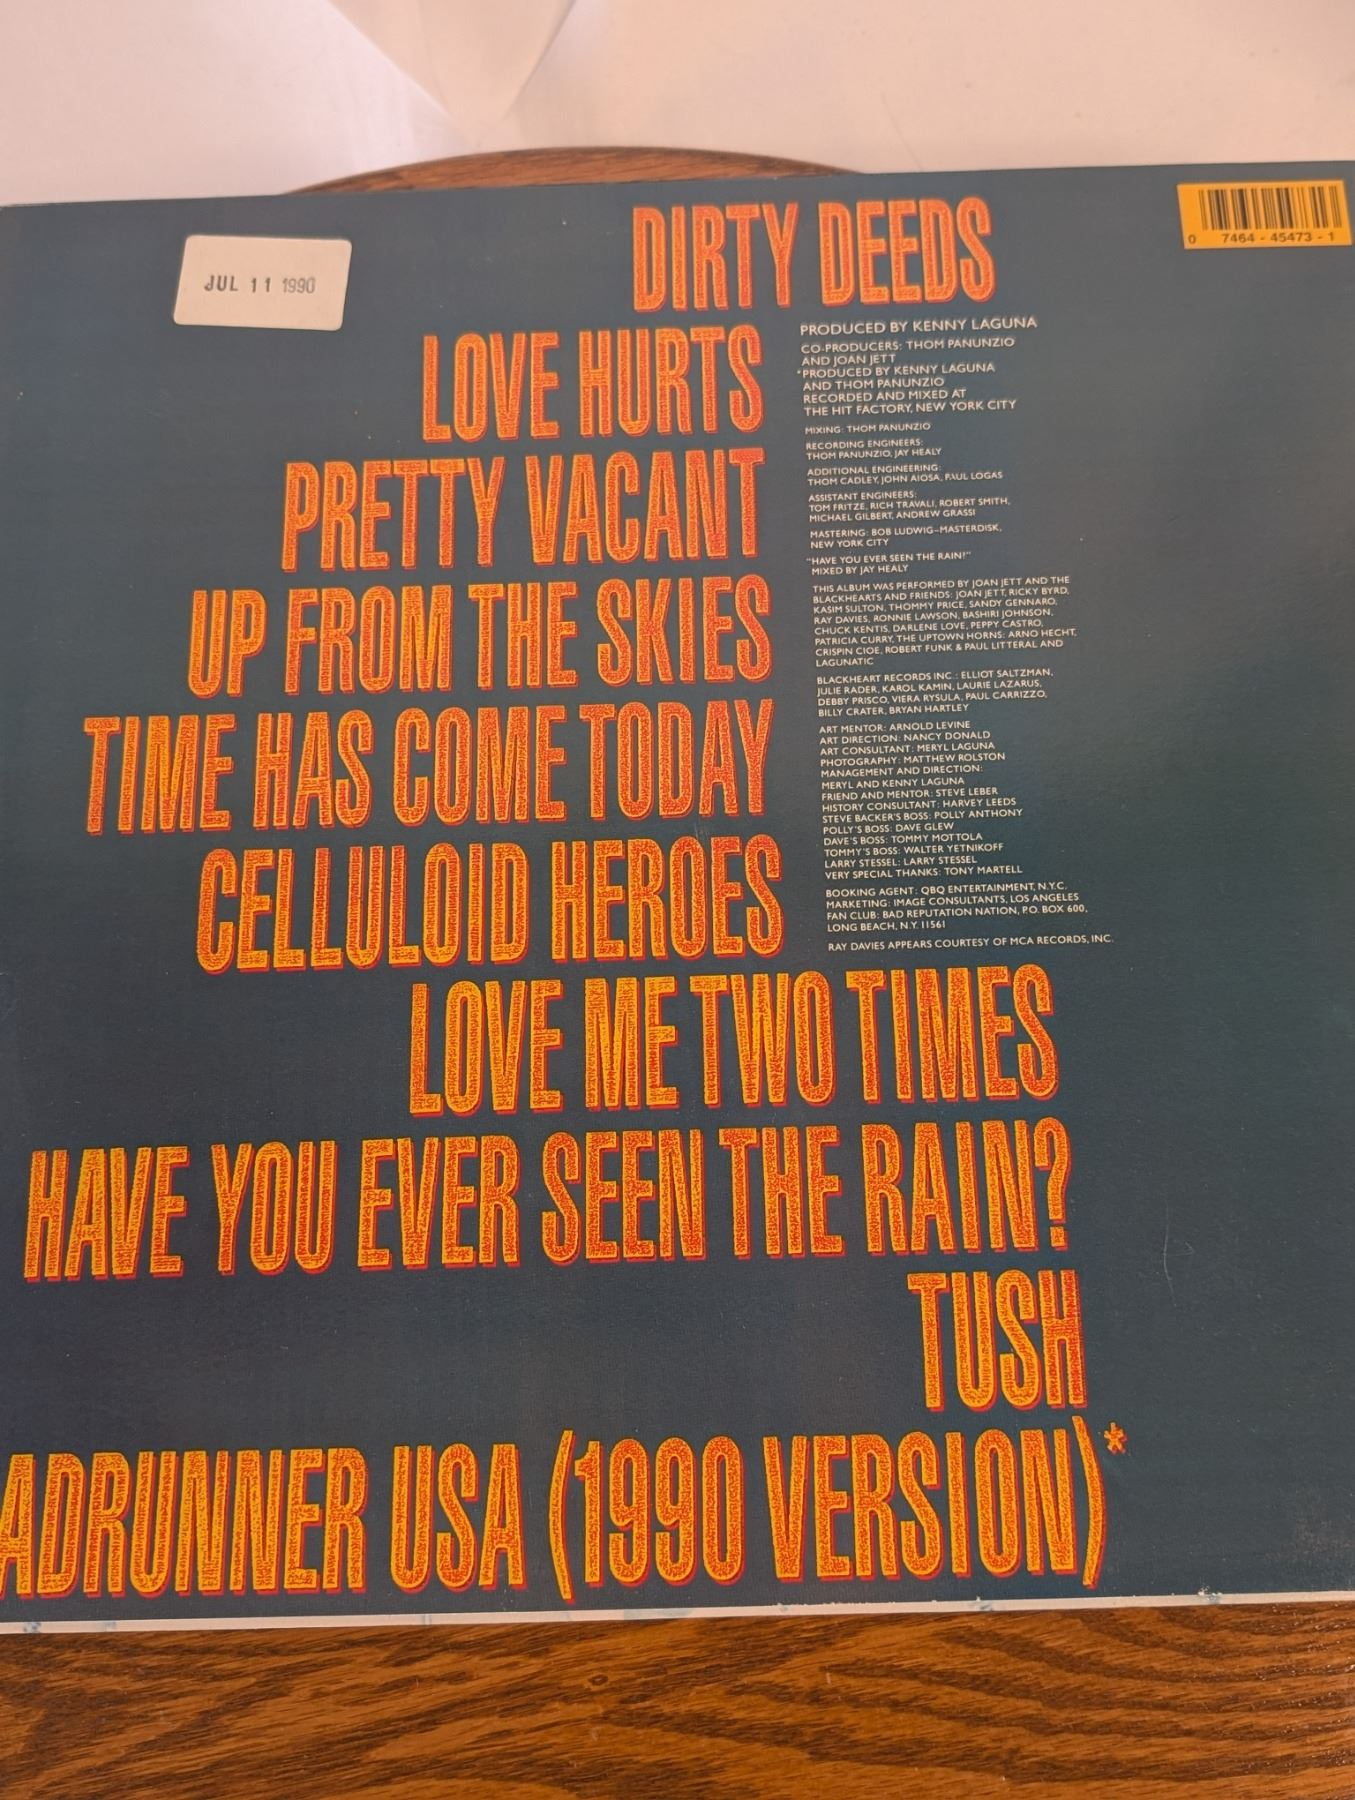 DIRTY DEEDS
0 7464 - 45473 - 1
JUL 11 1990
LOVE HURTS
PRETTY VACANT
UP FROM THE SKIES
TIME HAS COME TODAY
CELLULOID HEROES
PRODUCED BY KENNY LAGUNA
CO-PRODUCERS: THOM PANUNZIO
AND JOAN JETT
*PRODUCED BY KENNY LAGUNA
AND THOM PANUNZIO
RECORDED AND MIXED AT
THE HIT FACTORY, NEW YORK CITY
MIXING: THOM PANUNZIO
RECORDING ENGINEERS:
THOM PANUNZIO, JAY HEALY
ADDITIONAL ENGINEERING:
THOM CADLEY, JOHN AIOSA, PAUL LOGAS
ASSISTANT ENGINEERS:
TOM FRITZE, RICH TRAVALI, ROBERT SMITH,
MICHAEL GILBERT, ANDREW GRASSI
MASTERING: BOB LUDWIG–MASTERDISK,
NEW YORK CITY
"HAVE YOU EVER SEEN THE RAIN?"
MIXED BY JAY HEALY
THIS ALBUM WAS PERFORMED BY JOAN JETT AND THE
BLACKHEARTS AND FRIENDS: JOAN JETT, RICKY BYRD,
KASIM SULTON, THOMMY PRICE, SANDY GENNARO,
RAY DAVIES, RONNIE LAWSON, BASHIRI JOHNSON,
CHUCK KENTIS, DARLENE LOVE, PEPPY CASTRO,
PATRICIA CURRY, THE UPTOWN HORNS: ARNO HECHT,
CRISPIN CIOE, ROBERT FUNK & PAUL LITTERAL AND
LAGUNATIC
BLACKHEART RECORDS INC.: ELLIOT SALTZMAN,
JULIE RADER, KAROL KAMIN, LAURIE LAZARUS,
DEBBY PRISCO, VIERA RYSULA, PAUL CARRIZZO,
BILLY CRATER, BRYAN HARTLEY
ART MENTOR: ARNOLD LEVINE
ART DIRECTION: NANCY DONALD
ART CONSULTANT: MERYL LAGUNA
PHOTOGRAPHY: MATTHEW ROLSTON
MANAGEMENT AND DIRECTION:
MERYL AND KENNY LAGUNA
FRIEND AND MENTOR: STEVE LEBER
HISTORY CONSULTANT: HARVEY LEEDS
STEVE BACKER'S BOSS: POLLY ANTHONY
POLLY'S BOSS: DAVE GLEW
DAVE'S BOSS: TOMMY MOTTOLA
TOMMY'S BOSS: WALTER YETNIKOFF
LARRY STESSEL: LARRY STESSEL
VERY SPECIAL THANKS: TONY MARTELL
BOOKING AGENT: QBQ ENTERTAINMENT, N.Y.C.
MARKETING: IMAGE CONSULTANTS, LOS ANGELES
FAN CLUB: BAD REPUTATION NATION, P.O. BOX 600,
LONG BEACH, N.Y. 11561
RAY DAVIES APPEARS COURTESY OF MCA RECORDS, INC.
LOVE ME TWO TIMES
HAVE YOU EVER SEEN THE RAIN?
TUSH
ADRUNNER USA (1990 VERSION)*